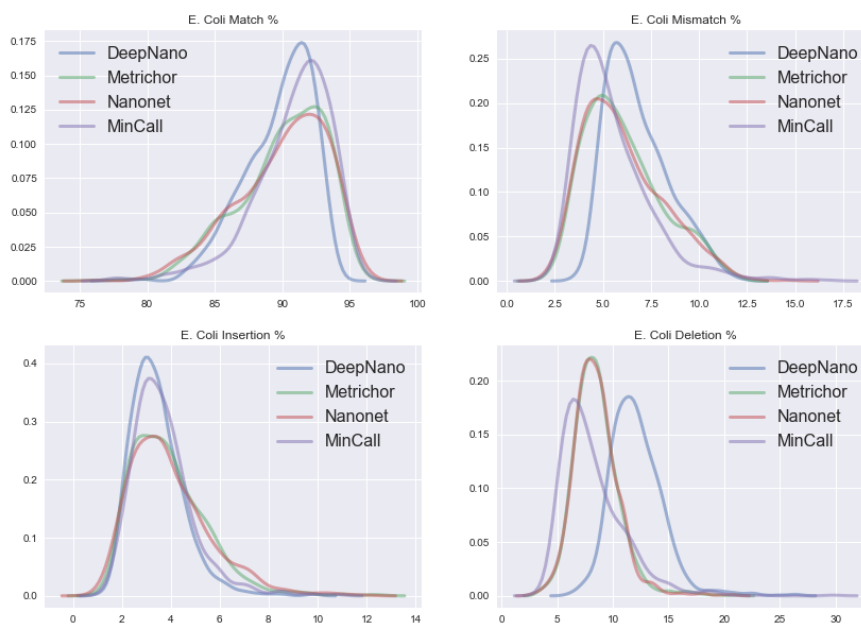 E. Coli Match %
0.175
0.150
0.125
0.100
0.075
0.050
0.025
0.000
75 80 85 90 95 100
DeepNano
Metrichor
Nanonet
MinCall
E. Coli Mismatch %
0.25
0.20
0.15
0.10
0.05
0.00
0.0 2.5 5.0 7.5 10.0 12.5 15.0 17.5
DeepNano
Metrichor
Nanonet
MinCall
E. Coli Insertion %
0.4
0.3
0.2
0.1
0.0
0 2 4 6 8 10 12 14
DeepNano
Metrichor
Nanonet
MinCall
E. Coli Deletion %
0.20
0.15
0.10
0.05
0.00
0 5 10 15 20 25 30
DeepNano
Metrichor
Nanonet
MinCall